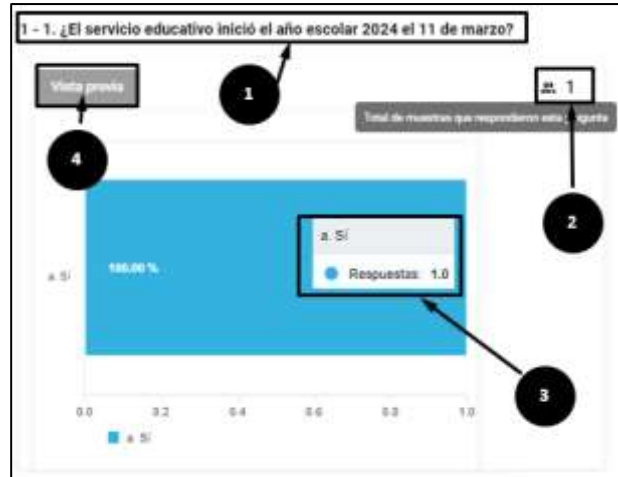 1 - 1. ¿El servicio educativo inició el año escolar 2024 el 11 de marzo?
Vista previa
1
1
Total de muestras que respondieron esta pregunta
4
2
a. Sí
Respuestas 1.0
a. Sí
100.00 %
3
0.0 0.2 0.4 0.6 0.8 1.0
a. Sí